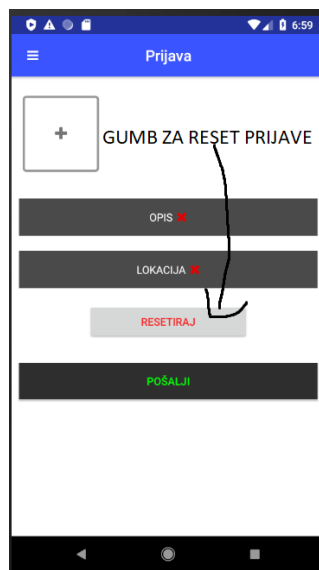 6:59
Prijava
GUMB ZA RESET PRIJAVE
OPIS
LOKACIJA
RESETIRAJ
POŠALJI